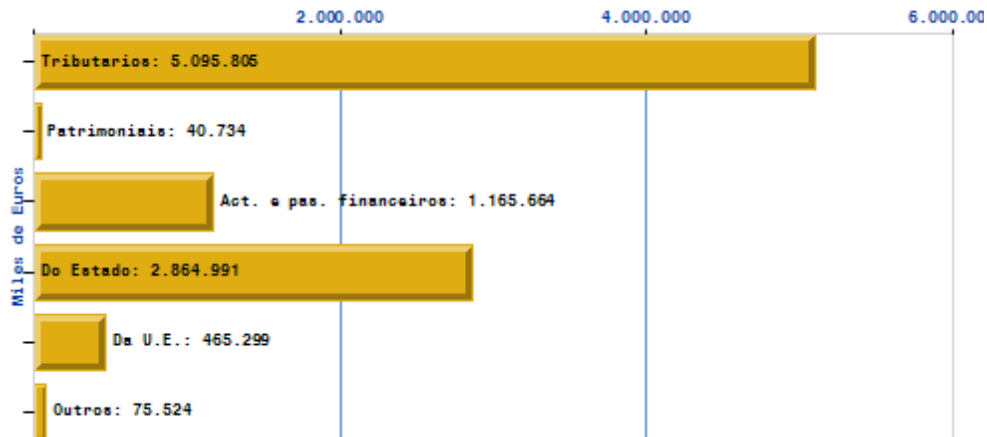 2.000.000 4.000.000 6.000.00
Tributarios: 5.095.805
Patrimoniais: 40.734
Act. e pas. financeiros: 1.165.664
Do Estado: 2.864.991
Da U.E.: 465.299
Outros: 75.524
Miles de Euros